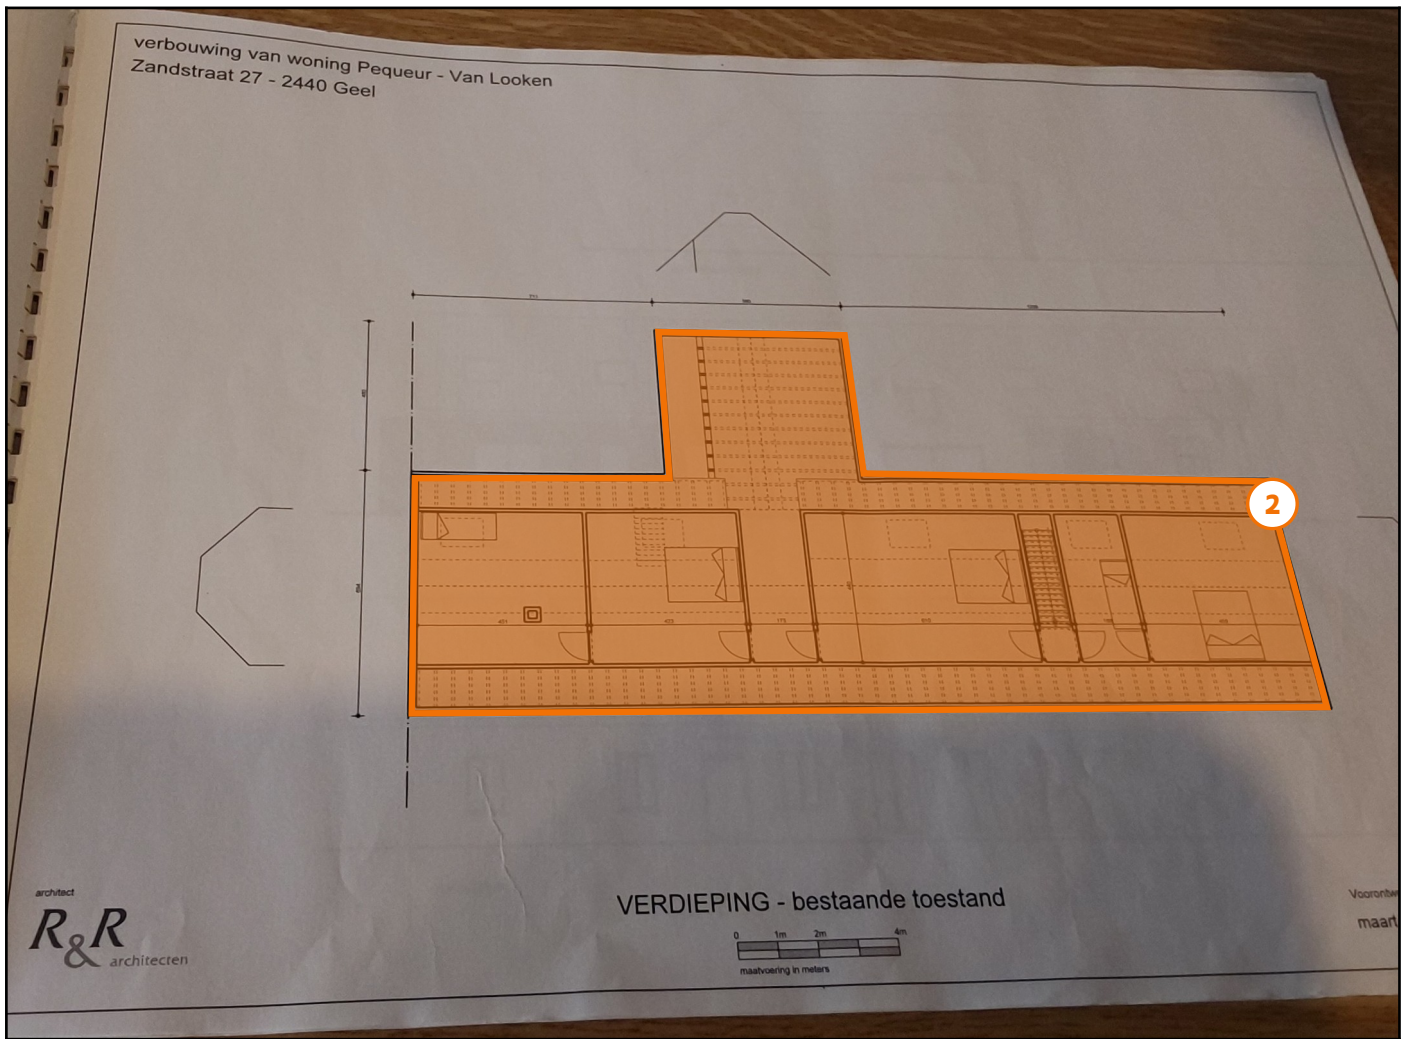 verbouwing van woning Pequeur - Van Looken
Zandstraat 27 - 2440 Geel
2
architect
R&R
architecten
VERDIEPING - bestaande toestand
0 1m 2m 4m
maatvoering in meters
maart